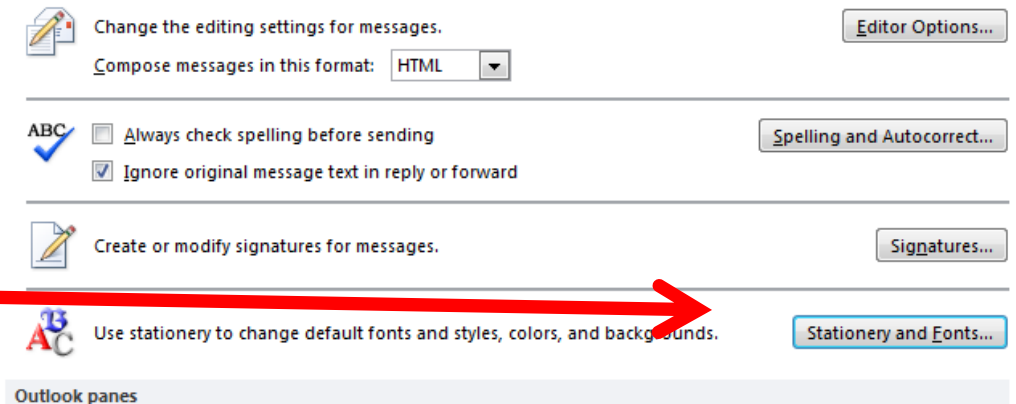 Change the editing settings for messages. Editor Options...
Compose messages in this format: HTML
ABC Always check spelling before sending Spelling and Autocorrect...
Ignore original message text in reply or forward
Create or modify signatures for messages. Signatures...
ABC Use stationery to change default fonts and styles, colors, and backgrounds. Stationery and Fonts...
Outlook panes